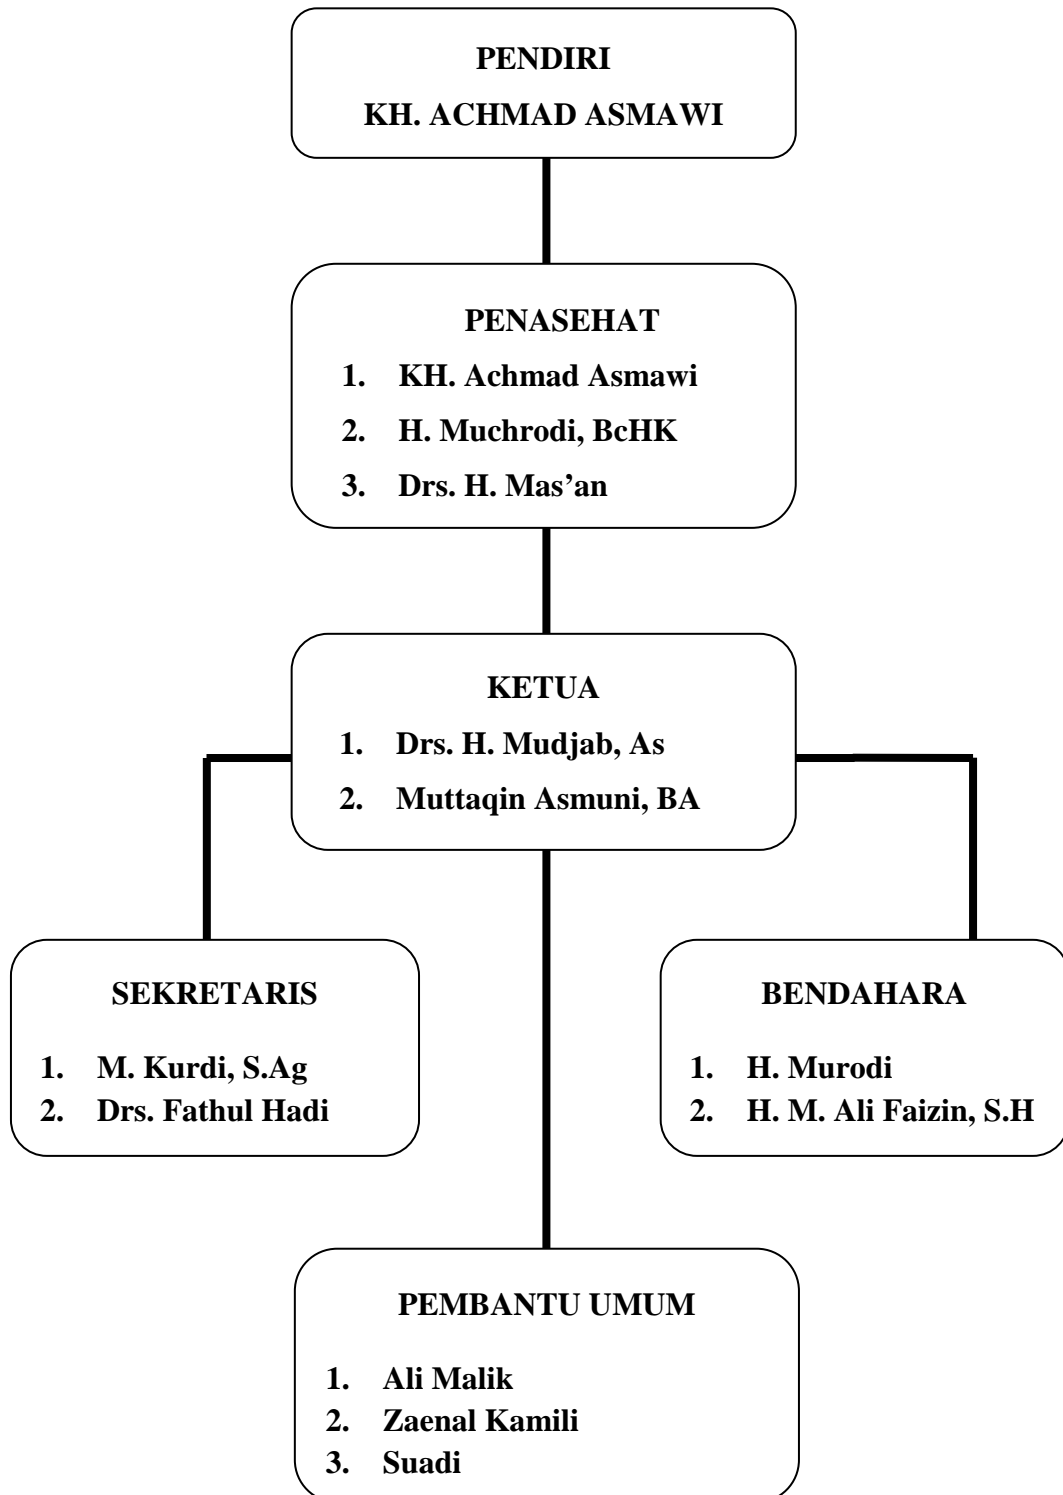 PENDIRI
KH. ACHMAD ASMAWI
PENASEHAT
1. KH. Achmad Asmawi
2. H. Muchrodi, BcHK
3. Drs. H. Mas’an
KETUA
1. Drs. H. Mudjab, As
2. Muttaqin Asmuni, BA
SEKRETARIS
1. M. Kurdi, S.Ag
2. Drs. Fathul Hadi
BENDAHARA
1. H. Murodi
2. H. M. Ali Faizin, S.H
PEMBANTU UMUM
1. Ali Malik
2. Zaenal Kamili
3. Suadi